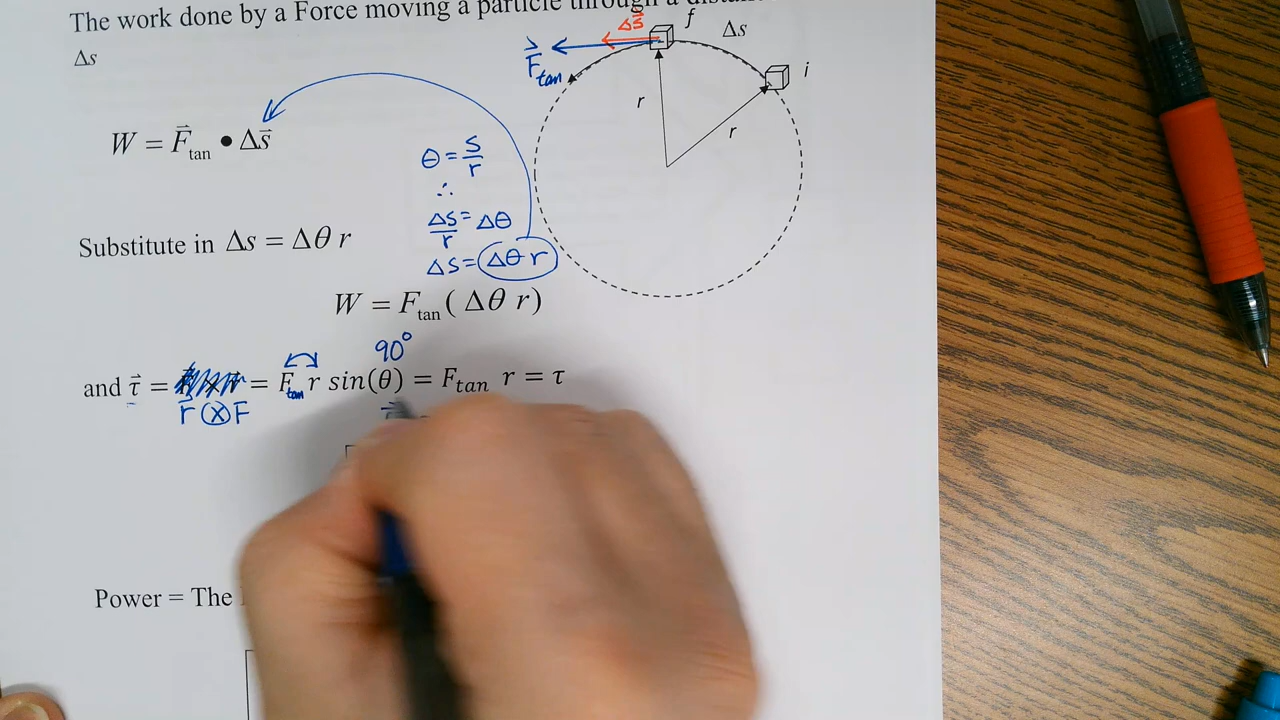 The work done by a Force moving a particle through a
Δs
Δs⃗
f
Δs
F⃗tan
i
r
r
W = F⃗tan • Δs⃗
θ = s/r
∴
Δs/r = Δθ
Δs = Δθ r
Substitute in Δs = Δθ r
W = Ftan( Δθ r)
90°
and τ⃗ = = Ftan r sin(θ) = Ftan r = τ
r⃗ ⓧ F
Power = The